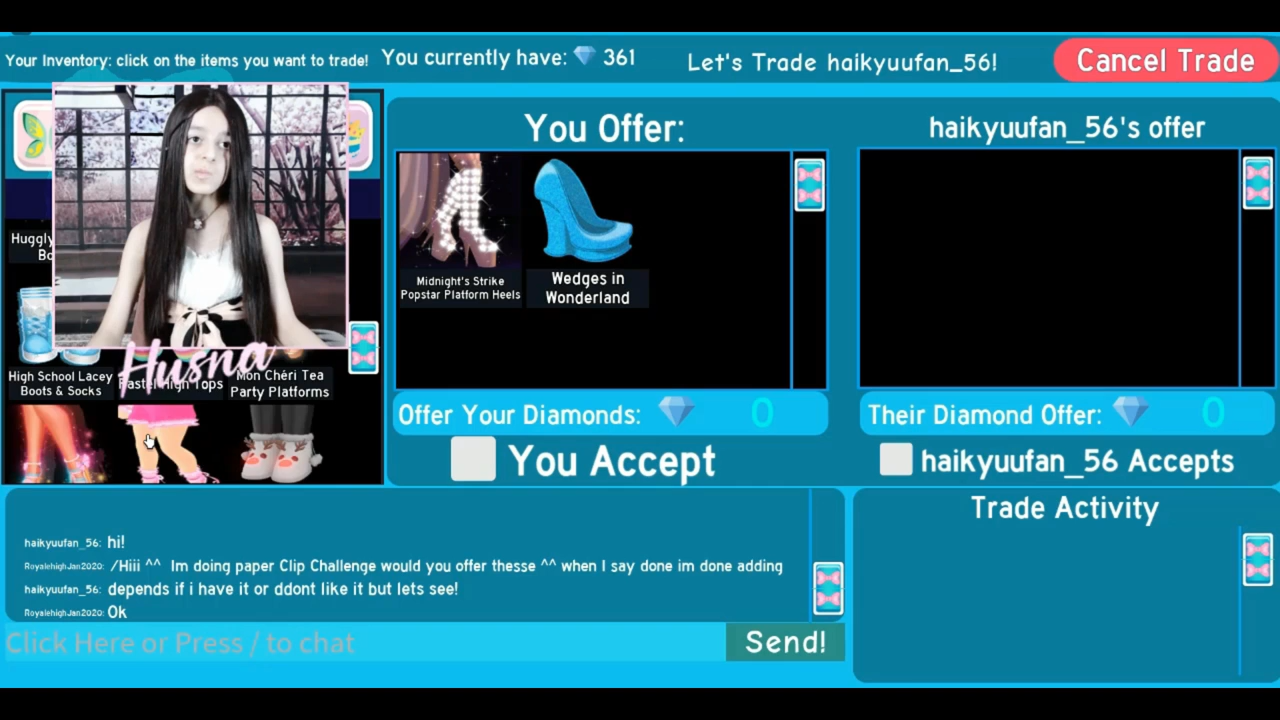 Your Inventory: click on the items you want to trade!
You currently have: 361
Let's Trade haikyuufan_56!
Cancel Trade
You Offer:
haikyuufan_56's offer
Midnight's Strike
Popstar Platform Heels
Wedges in
Wonderland
Huggly
Bo
Husna
High School Lacey
Boots & Socks
Pastel High Tops
Mon Chéri Tea
Party Platforms
Offer Your Diamonds: 0
Their Diamond Offer: 0
You Accept
haikyuufan_56 Accepts
Trade Activity
haikyuufan_56: hi!
RoyalehighJan2020: /Hiii ^^ Im doing paper Clip Challenge would you offer thesse ^^ when I say done im done adding
haikyuufan_56: depends if i have it or ddont like it but lets see!
RoyalehighJan2020: Ok
Click Here or Press / to chat
Send!